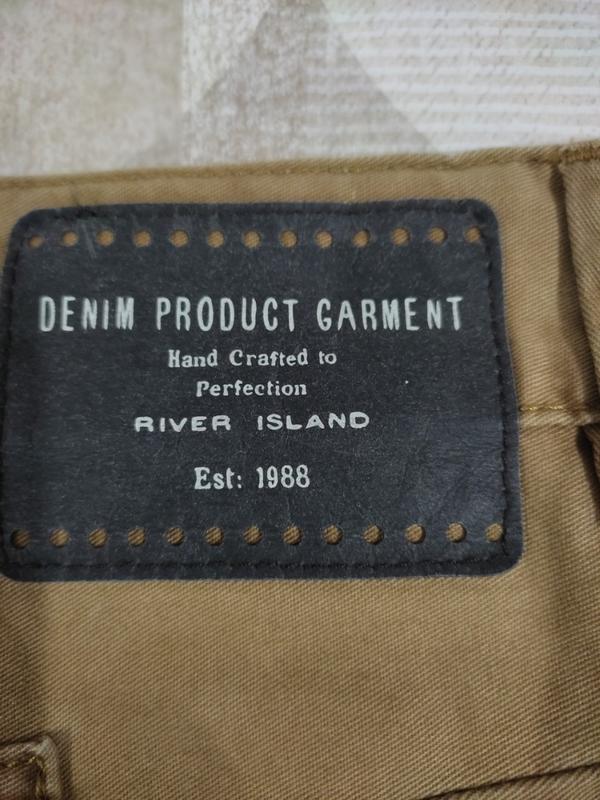 DENIM PRODUCT GARMENT
Hand Crafted to
Perfection
RIVER ISLAND
Est: 1988